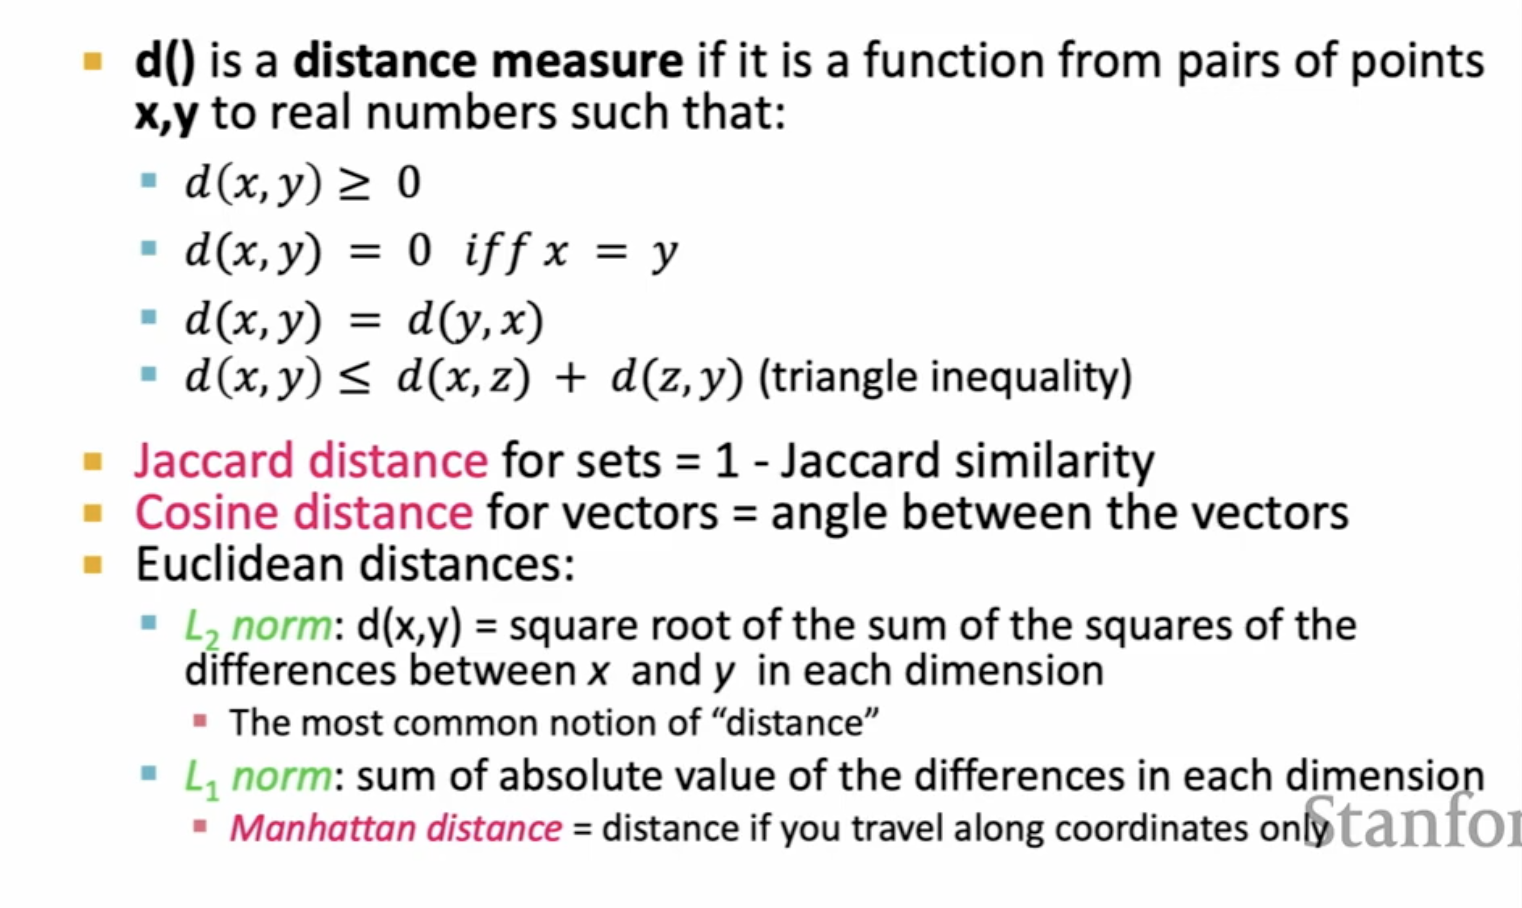 d() is a distance measure if it is a function from pairs of points
x,y to real numbers such that:
d(x, y) ≥ 0
d(x, y) = 0 iff x = y
d(x, y) = d(y, x)
d(x, y) ≤ d(x, z) + d(z, y) (triangle inequality)
Jaccard distance for sets = 1 - Jaccard similarity
Cosine distance for vectors = angle between the vectors
Euclidean distances:
L₂ norm: d(x,y) = square root of the sum of the squares of the
differences between x and y in each dimension
The most common notion of “distance”
L₁ norm: sum of absolute value of the differences in each dimension
Manhattan distance = distance if you travel along coordinates only
Stanfor